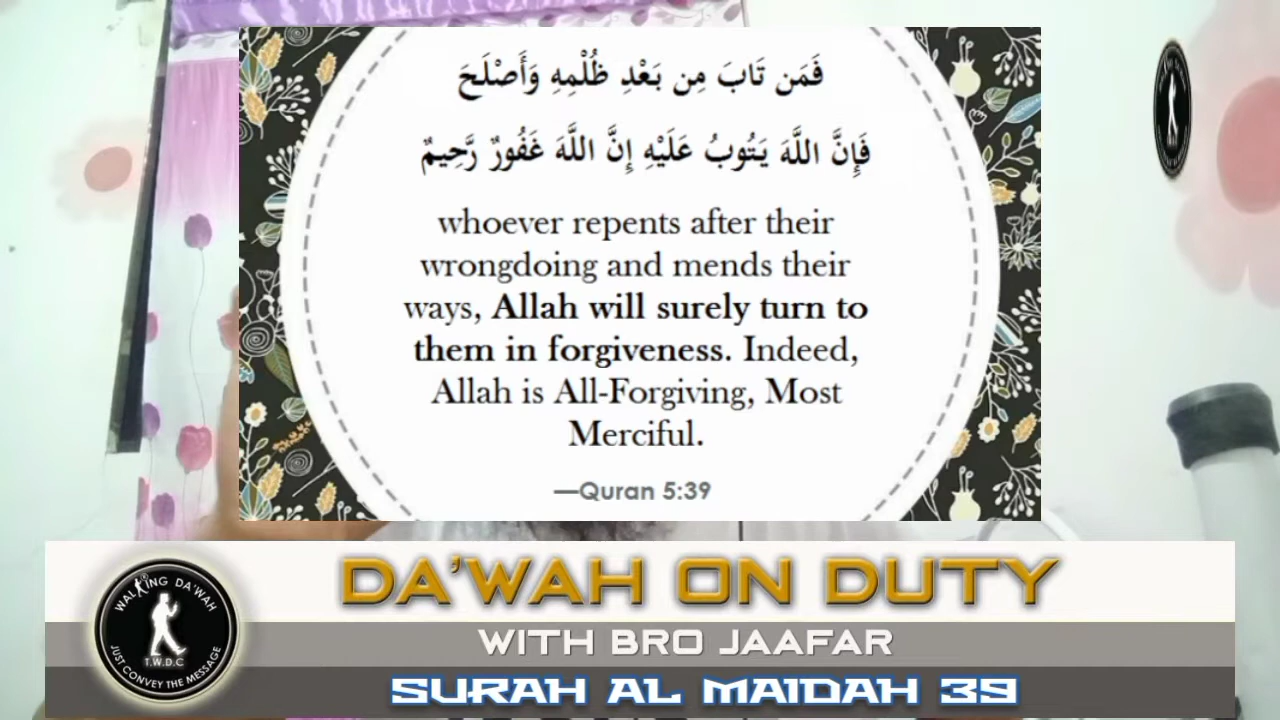 فَمَن تَابَ مِن بَعْدِ ظُلْمِهِ وَأَصْلَحَ
فَإِنَّ اللَّهَ يَتُوبُ عَلَيْهِ إِنَّ اللَّهَ غَفُورٌ رَّحِيمٌ
whoever repents after their
wrongdoing and mends their
ways, Allah will surely turn to
them in forgiveness. Indeed,
Allah is All-Forgiving, Most
Merciful.
—Quran 5:39
DA'WAH ON DUTY
WITH BRO JAAFAR
SURAH AL MAIDAH 39
WALKING DA'WAH
T.W.D.C
JUST CONVEY THE MESSAGE